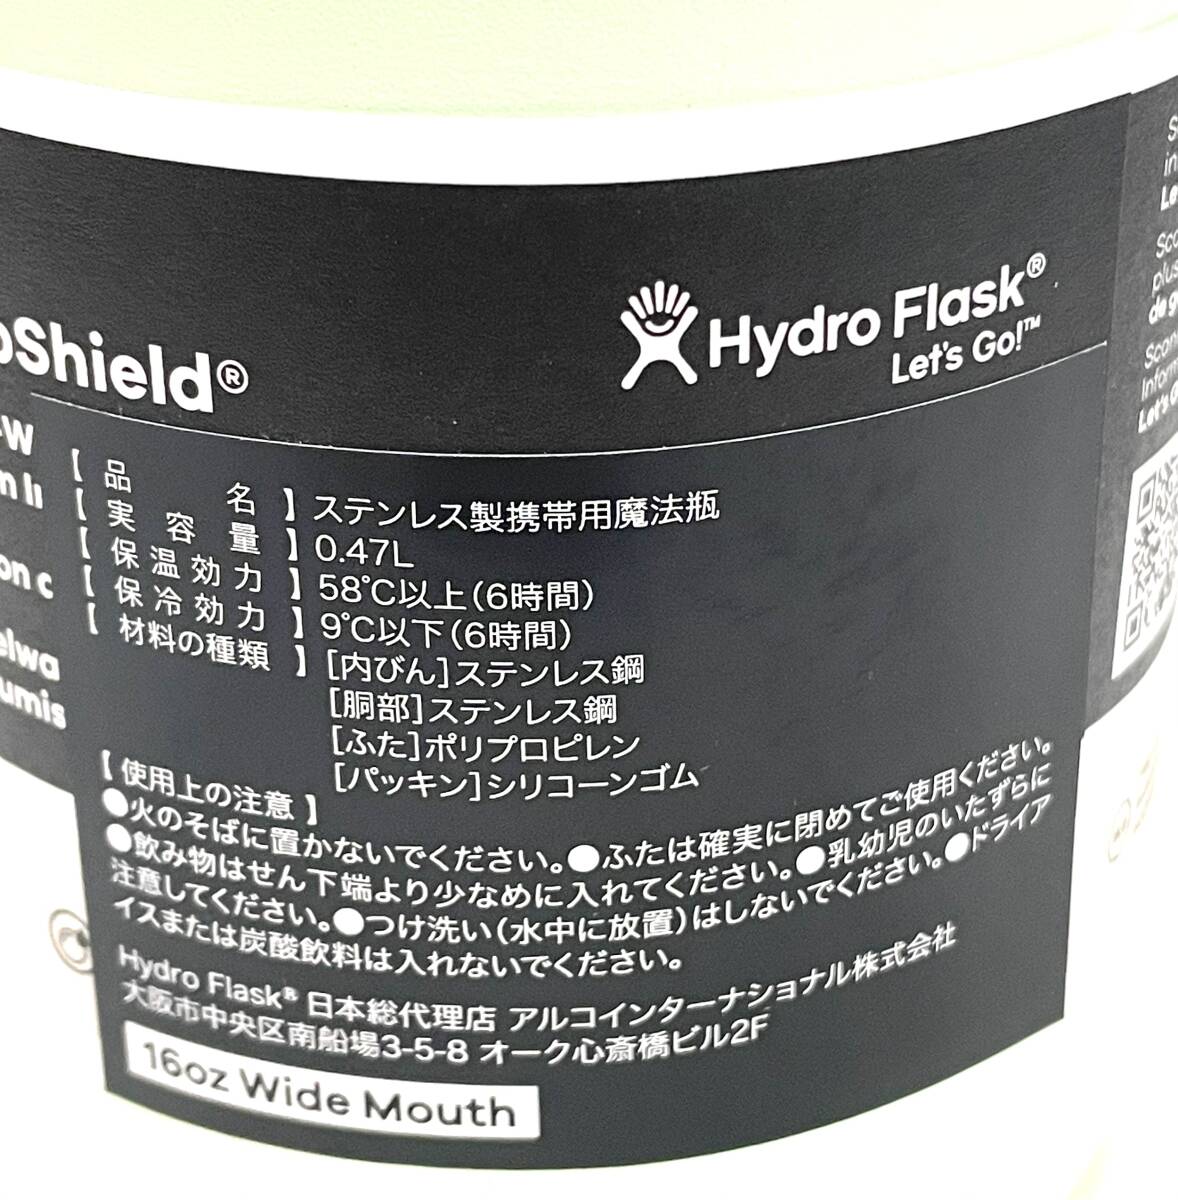 oShield®
Hydro Flask®
Let's Go!™
【品名】ステンレス製携帯用魔法瓶
【実容量】0.47L
【保温効力】58℃以上(6時間)
【保冷効力】9℃以下(6時間)
【材料の種類】[内びん]ステンレス鋼
[胴部]ステンレス鋼
[ふた]ポリプロピレン
[パッキン]シリコーンゴム
【使用上の注意】
●火のそばに置かないでください。●ふたは確実に閉めてご使用ください。
●飲み物はせん下端より少なめに入れてください。●乳幼児のいたずらに
注意してください。●つけ洗い(水中に放置)はしないでください。●ドライア
イスまたは炭酸飲料は入れないでください。
Hydro Flask® 日本総代理店 アルコインターナショナル株式会社
大阪市中央区南船場3-5-8 オーク心斎橋ビル2F
16oz Wide Mouth